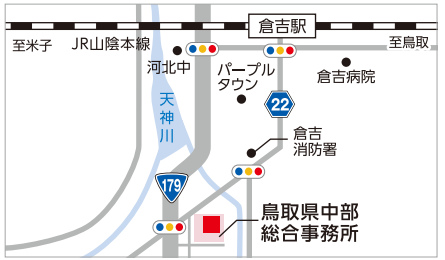 倉吉駅
至米子
JR山陰本線
至鳥取
河北中
パープル
タウン
倉吉病院
天神川
22
倉吉
消防署
179
鳥取県中部
総合事務所